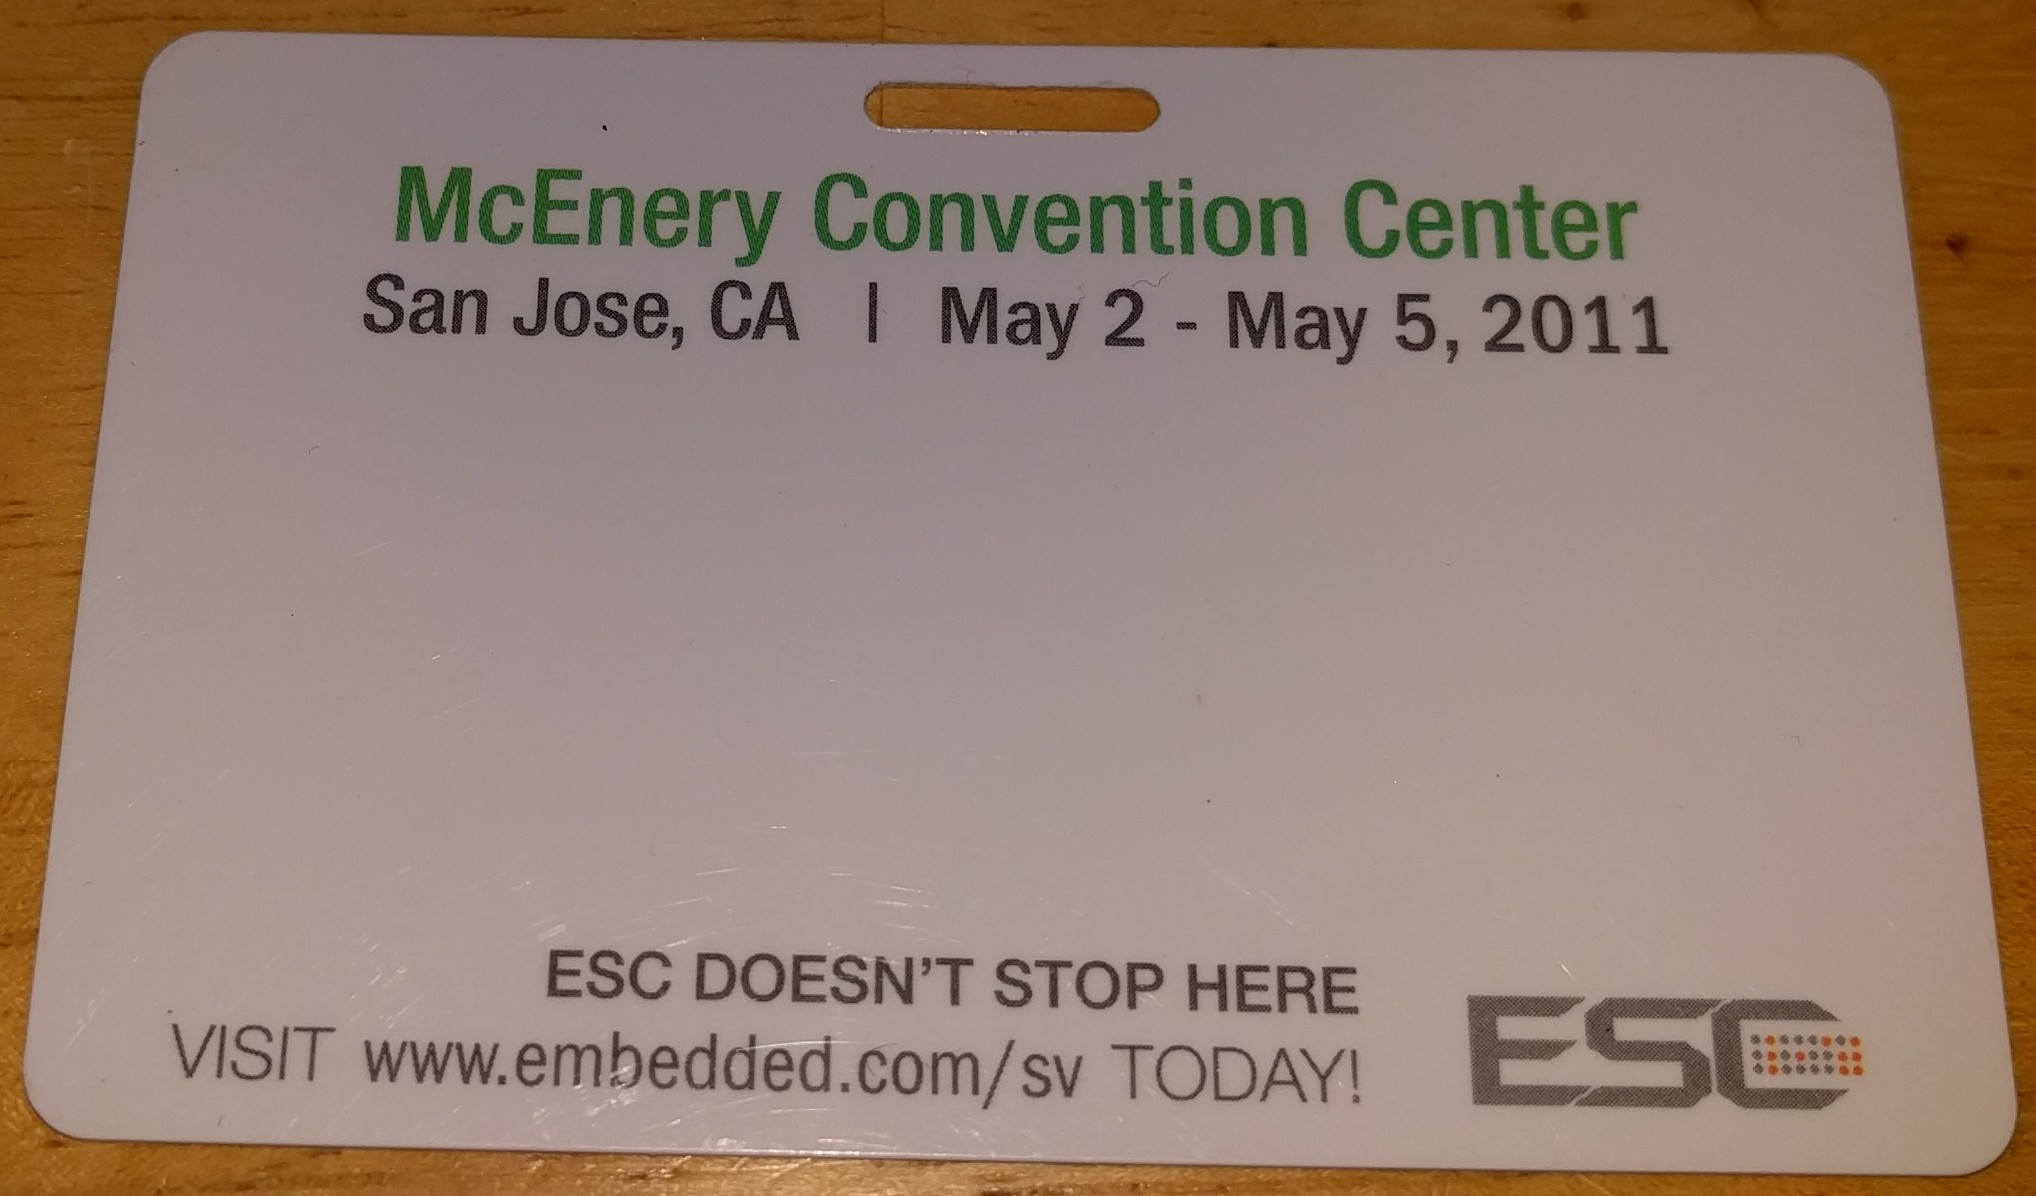 McEnery Convention Center
San Jose, CA | May 2 - May 5, 2011
ESC DOESN'T STOP HERE
VISIT www.embedded.com/sv TODAY!
ESC